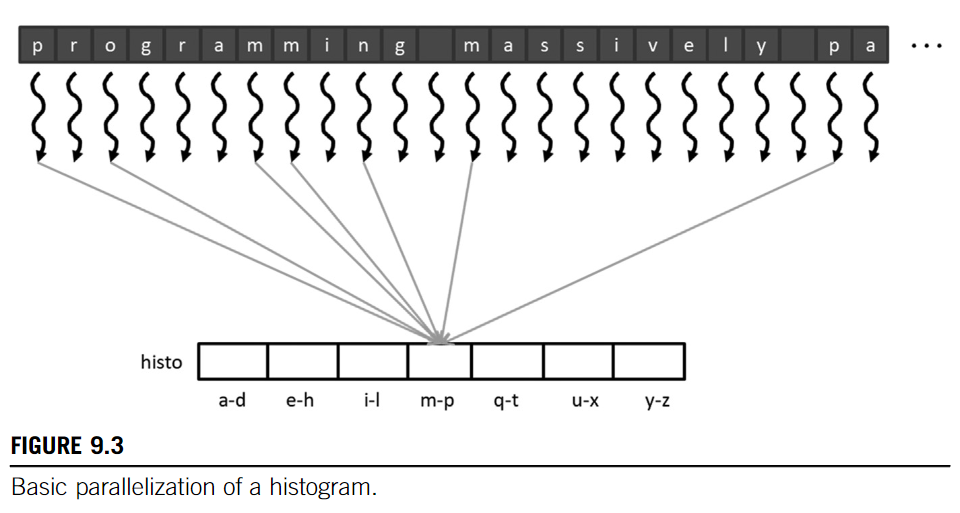 p r o g r a m m i n g m a s s i v e l y p a ...
histo
a-d e-h i-l m-p q-t u-x y-z
FIGURE 9.3
Basic parallelization of a histogram.